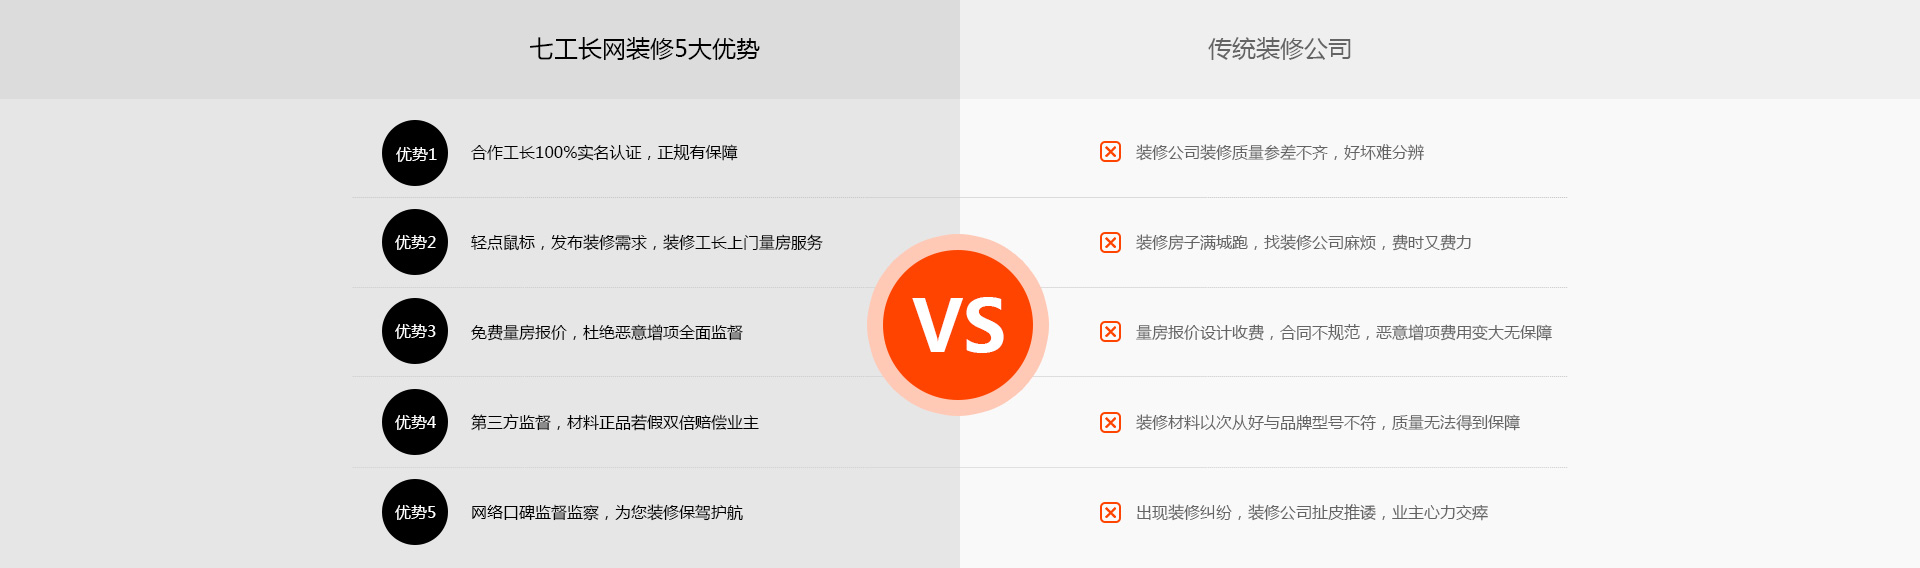 七工长网装修5大优势
传统装修公司
优势1
合作工长100%实名认证，正规有保障
装修公司装修质量参差不齐，好坏难分辨
优势2
轻点鼠标，发布装修需求，装修工长上门量房服务
装修房子满城跑，找装修公司麻烦，费时又费力
VS
优势3
免费量房报价，杜绝恶意增项全面监督
量房报价设计收费，合同不规范，恶意增项费用变大无保障
优势4
第三方监督，材料正品若假双倍赔偿业主
装修材料以次从好与品牌型号不符，质量无法得到保障
优势5
网络口碑监督监察，为您装修保驾护航
出现装修纠纷，装修公司扯皮推诿，业主心力交瘁